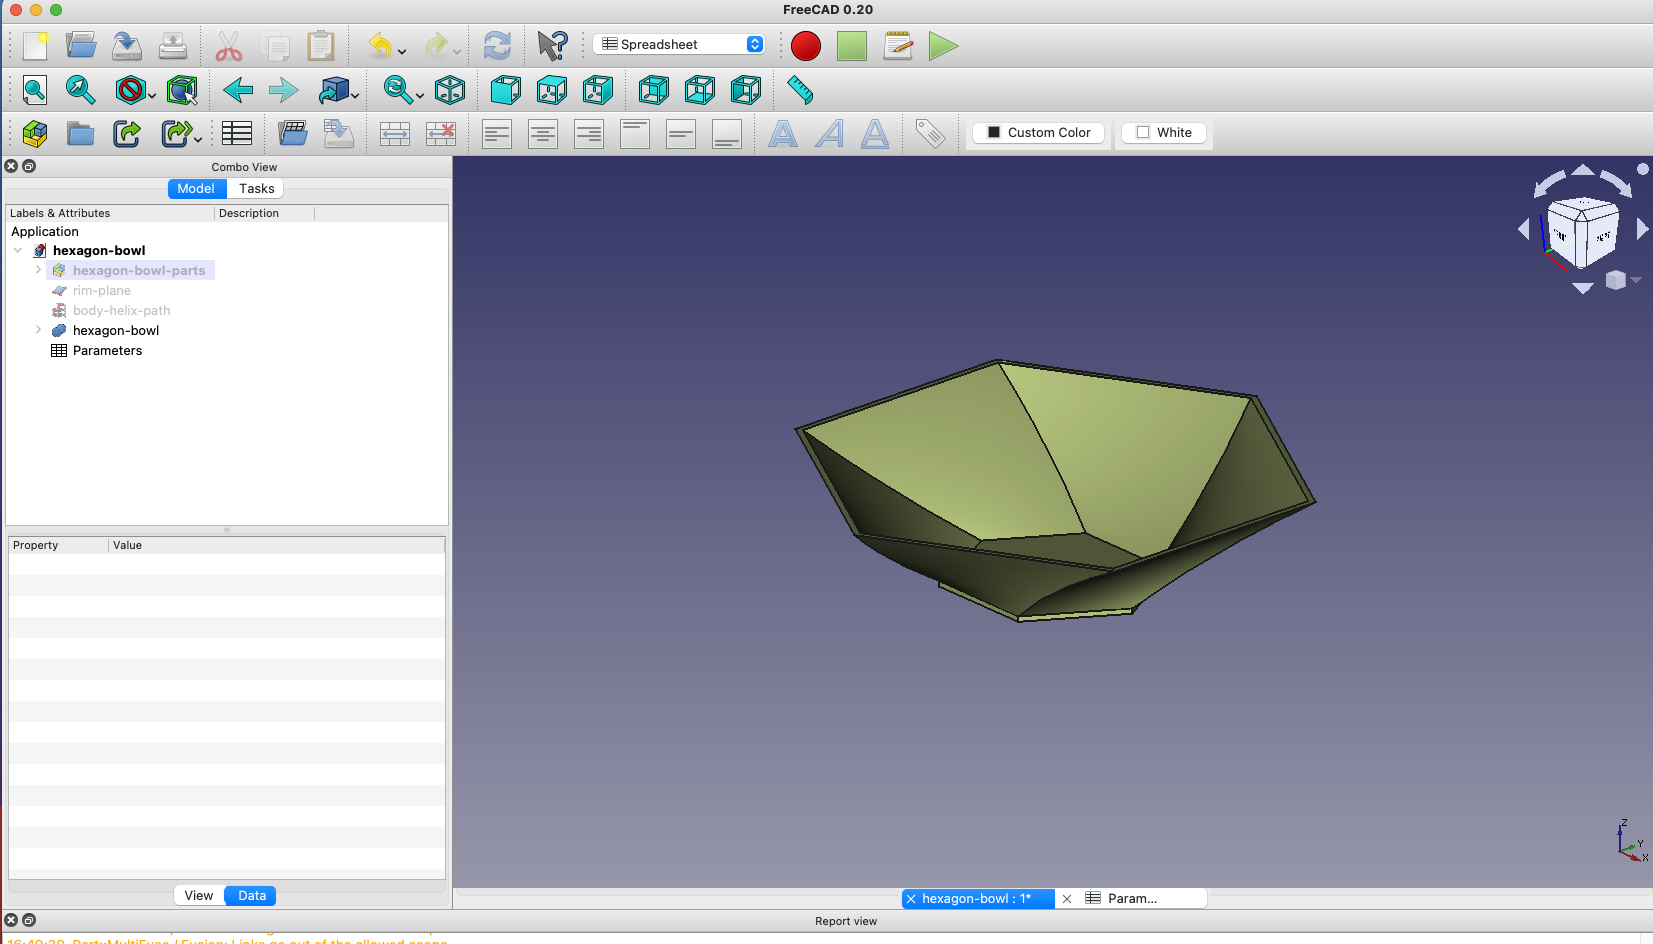 FreeCAD 0.20
Spreadsheet
Custom Color
White
Combo View
Model Tasks
Labels & Attributes Description
Application
hexagon-bowl
hexagon-bowl-parts
rim-plane
body-helix-path
hexagon-bowl
Parameters
Property Value
Z
Y
X
View Data
hexagon-bowl : 1*
Param...
Report view
16:49:39 Part::MultiFuse / Fusion: Links go out of the allowed scope